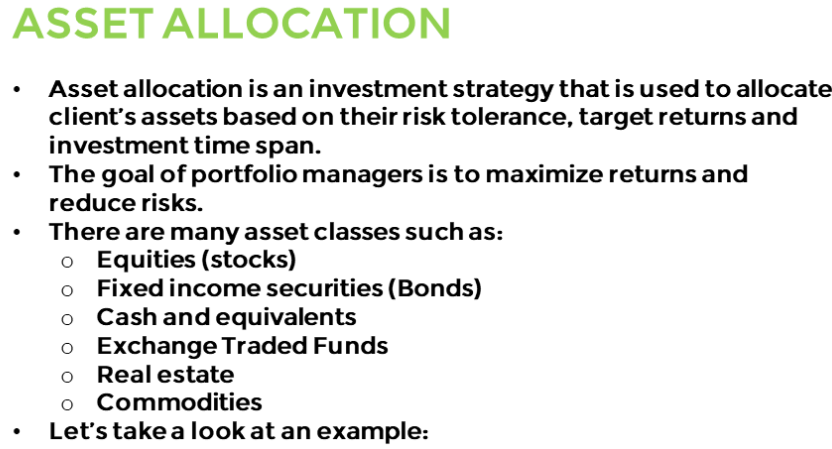 ASSET ALLOCATION
• Asset allocation is an investment strategy that is used to allocate
client's assets based on their risk tolerance, target returns and
investment time span.
• The goal of portfolio managers is to maximize returns and
reduce risks.
• There are many asset classes such as:
o Equities (stocks)
o Fixed income securities (Bonds)
o Cash and equivalents
o Exchange Traded Funds
o Real estate
o Commodities
• Let's take a look at an example: